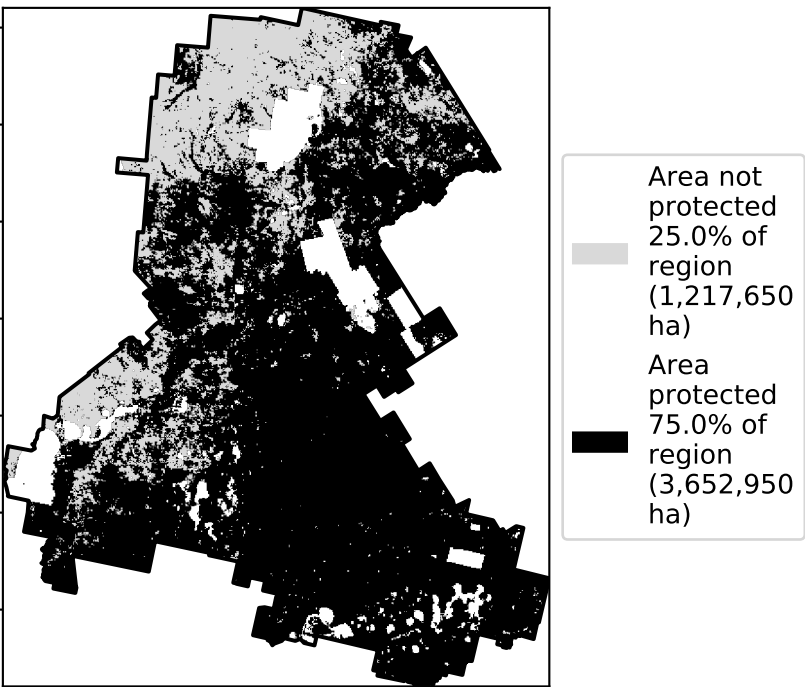 Area not
protected
25.0% of
region
(1,217,650
ha)
Area
protected
75.0% of
region
(3,652,950
ha)